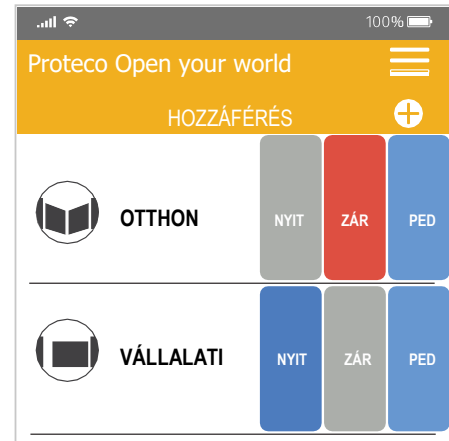 100%
Proteco Open your world
HOZZÁFÉRÉS
OTTHON NYIT ZÁR PED
VÁLLALATI NYIT ZÁR PED